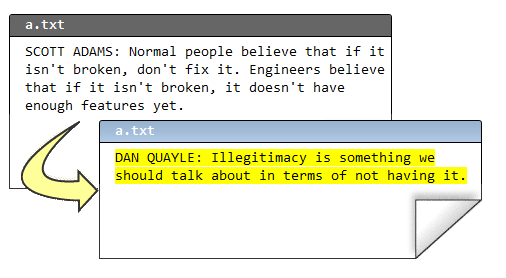 a.txt
SCOTT ADAMS: Normal people believe that if it
isn't broken, don't fix it. Engineers believe
that if it isn't broken, it doesn't have
enough features yet.
a.txt
DAN QUAYLE: Illegitimacy is something we
should talk about in terms of not having it.